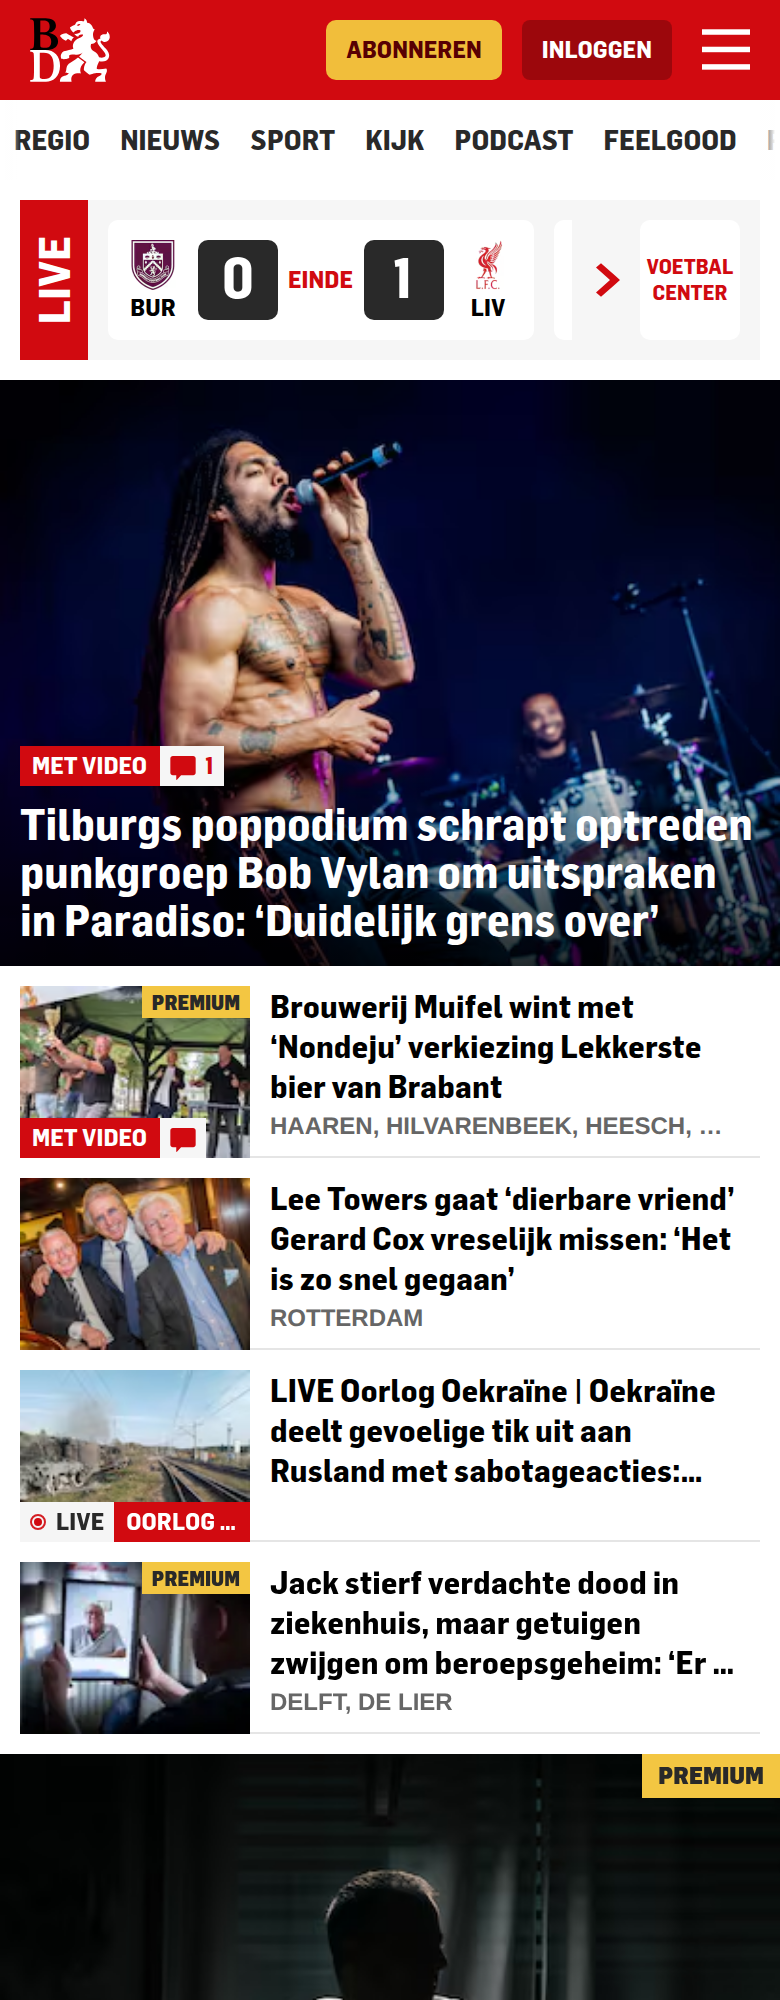 BD
ABONNEREN
INLOGGEN
REGIO NIEUWS SPORT KIJK PODCAST FEELGOOD
LIVE
BUR
0
EINDE
1
L.F.C.
LIV
VOETBAL
CENTER
MET VIDEO
1
Tilburgs poppodium schrapt optreden
punkgroep Bob Vylan om uitspraken
in Paradiso: ‘Duidelijk grens over’
PREMIUM
MET VIDEO
Brouwerij Muifel wint met
‘Nondeju’ verkiezing Lekkerste
bier van Brabant
HAAREN, HILVARENBEEK, HEESCH, …
Lee Towers gaat ‘dierbare vriend’
Gerard Cox vreselijk missen: ‘Het
is zo snel gegaan’
ROTTERDAM
LIVE
OORLOG ...
LIVE Oorlog Oekraïne | Oekraïne
deelt gevoelige tik uit aan
Rusland met sabotageacties:...
PREMIUM
Jack stierf verdachte dood in
ziekenhuis, maar getuigen
zwijgen om beroepsgeheim: ‘Er ...
DELFT, DE LIER
PREMIUM